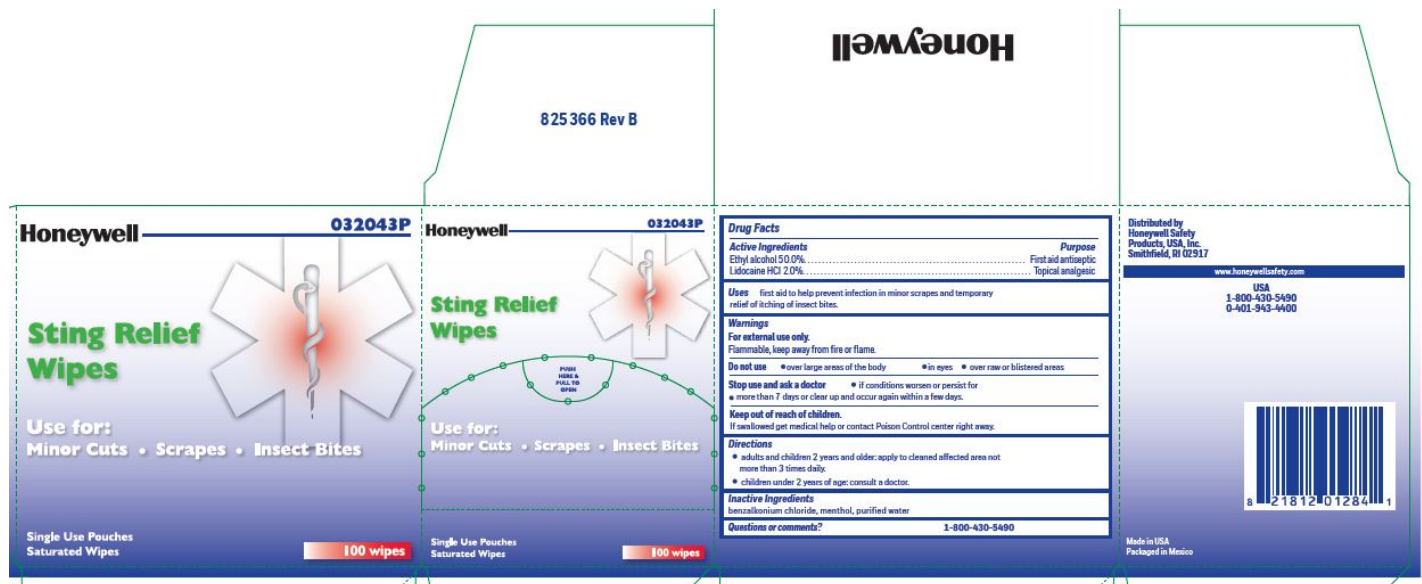 Honeywell
825366 Rev B
Honeywell
032043P
Sting Relief
Wipes
Use for:
Minor Cuts • Scrapes • Insect Bites
Single Use Pouches
Saturated Wipes
100 wipes
Honeywell
032043P
Sting Relief
Wipes
PUSH
HERE &
PULL TO
OPEN
Use for:
Minor Cuts • Scrapes • Insect Bites
Single Use Pouches
Saturated Wipes
100 wipes
Drug Facts
Active Ingredients Purpose
Ethyl alcohol 50.0%........................................................ First aid antiseptic
Lidocaine HCl 2.0%........................................................ Topical analgesic
Uses first aid to help prevent infection in minor scrapes and temporary
relief of itching of insect bites.
Warnings
For external use only.
Flammable, keep away from fire or flame.
Do not use • over large areas of the body • in eyes • over raw or blistered areas
Stop use and ask a doctor • if conditions worsen or persist for
• more than 7 days or clear up and occur again within a few days.
Keep out of reach of children.
If swallowed get medical help or contact Poison Control center right away.
Directions
• adults and children 2 years and older: apply to cleaned affected area not
more than 3 times daily.
• children under 2 years of age: consult a doctor.
Inactive Ingredients
benzalkonium chloride, menthol, purified water
Questions or comments? 1-800-430-5490
Distributed by
Honeywell Safety
Products, USA, Inc.
Smithfield, RI 02917
www.honeywellsafety.com
USA
1-800-430-5490
0-401-943-4400
8 21812 01284 1
Made in USA
Packaged in Mexico